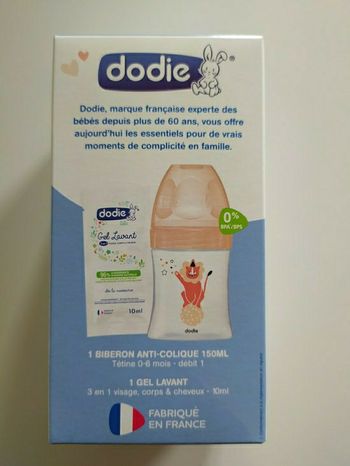 dodie®
Dodie, marque française experte des
bébés depuis plus de 60 ans, vous offre
aujourd'hui les essentiels pour de vrais
moments de complicité en famille.
dodie
Gel Lavant
10ml
0%
BPA/BPS
dodie
1 BIBERON ANTI-COLIQUE 150ML
Tétine 0-6 mois - débit 1
1 GEL LAVANT
3 en 1 visage, corps & cheveux - 10ml
FABRIQUÉ
EN FRANCE